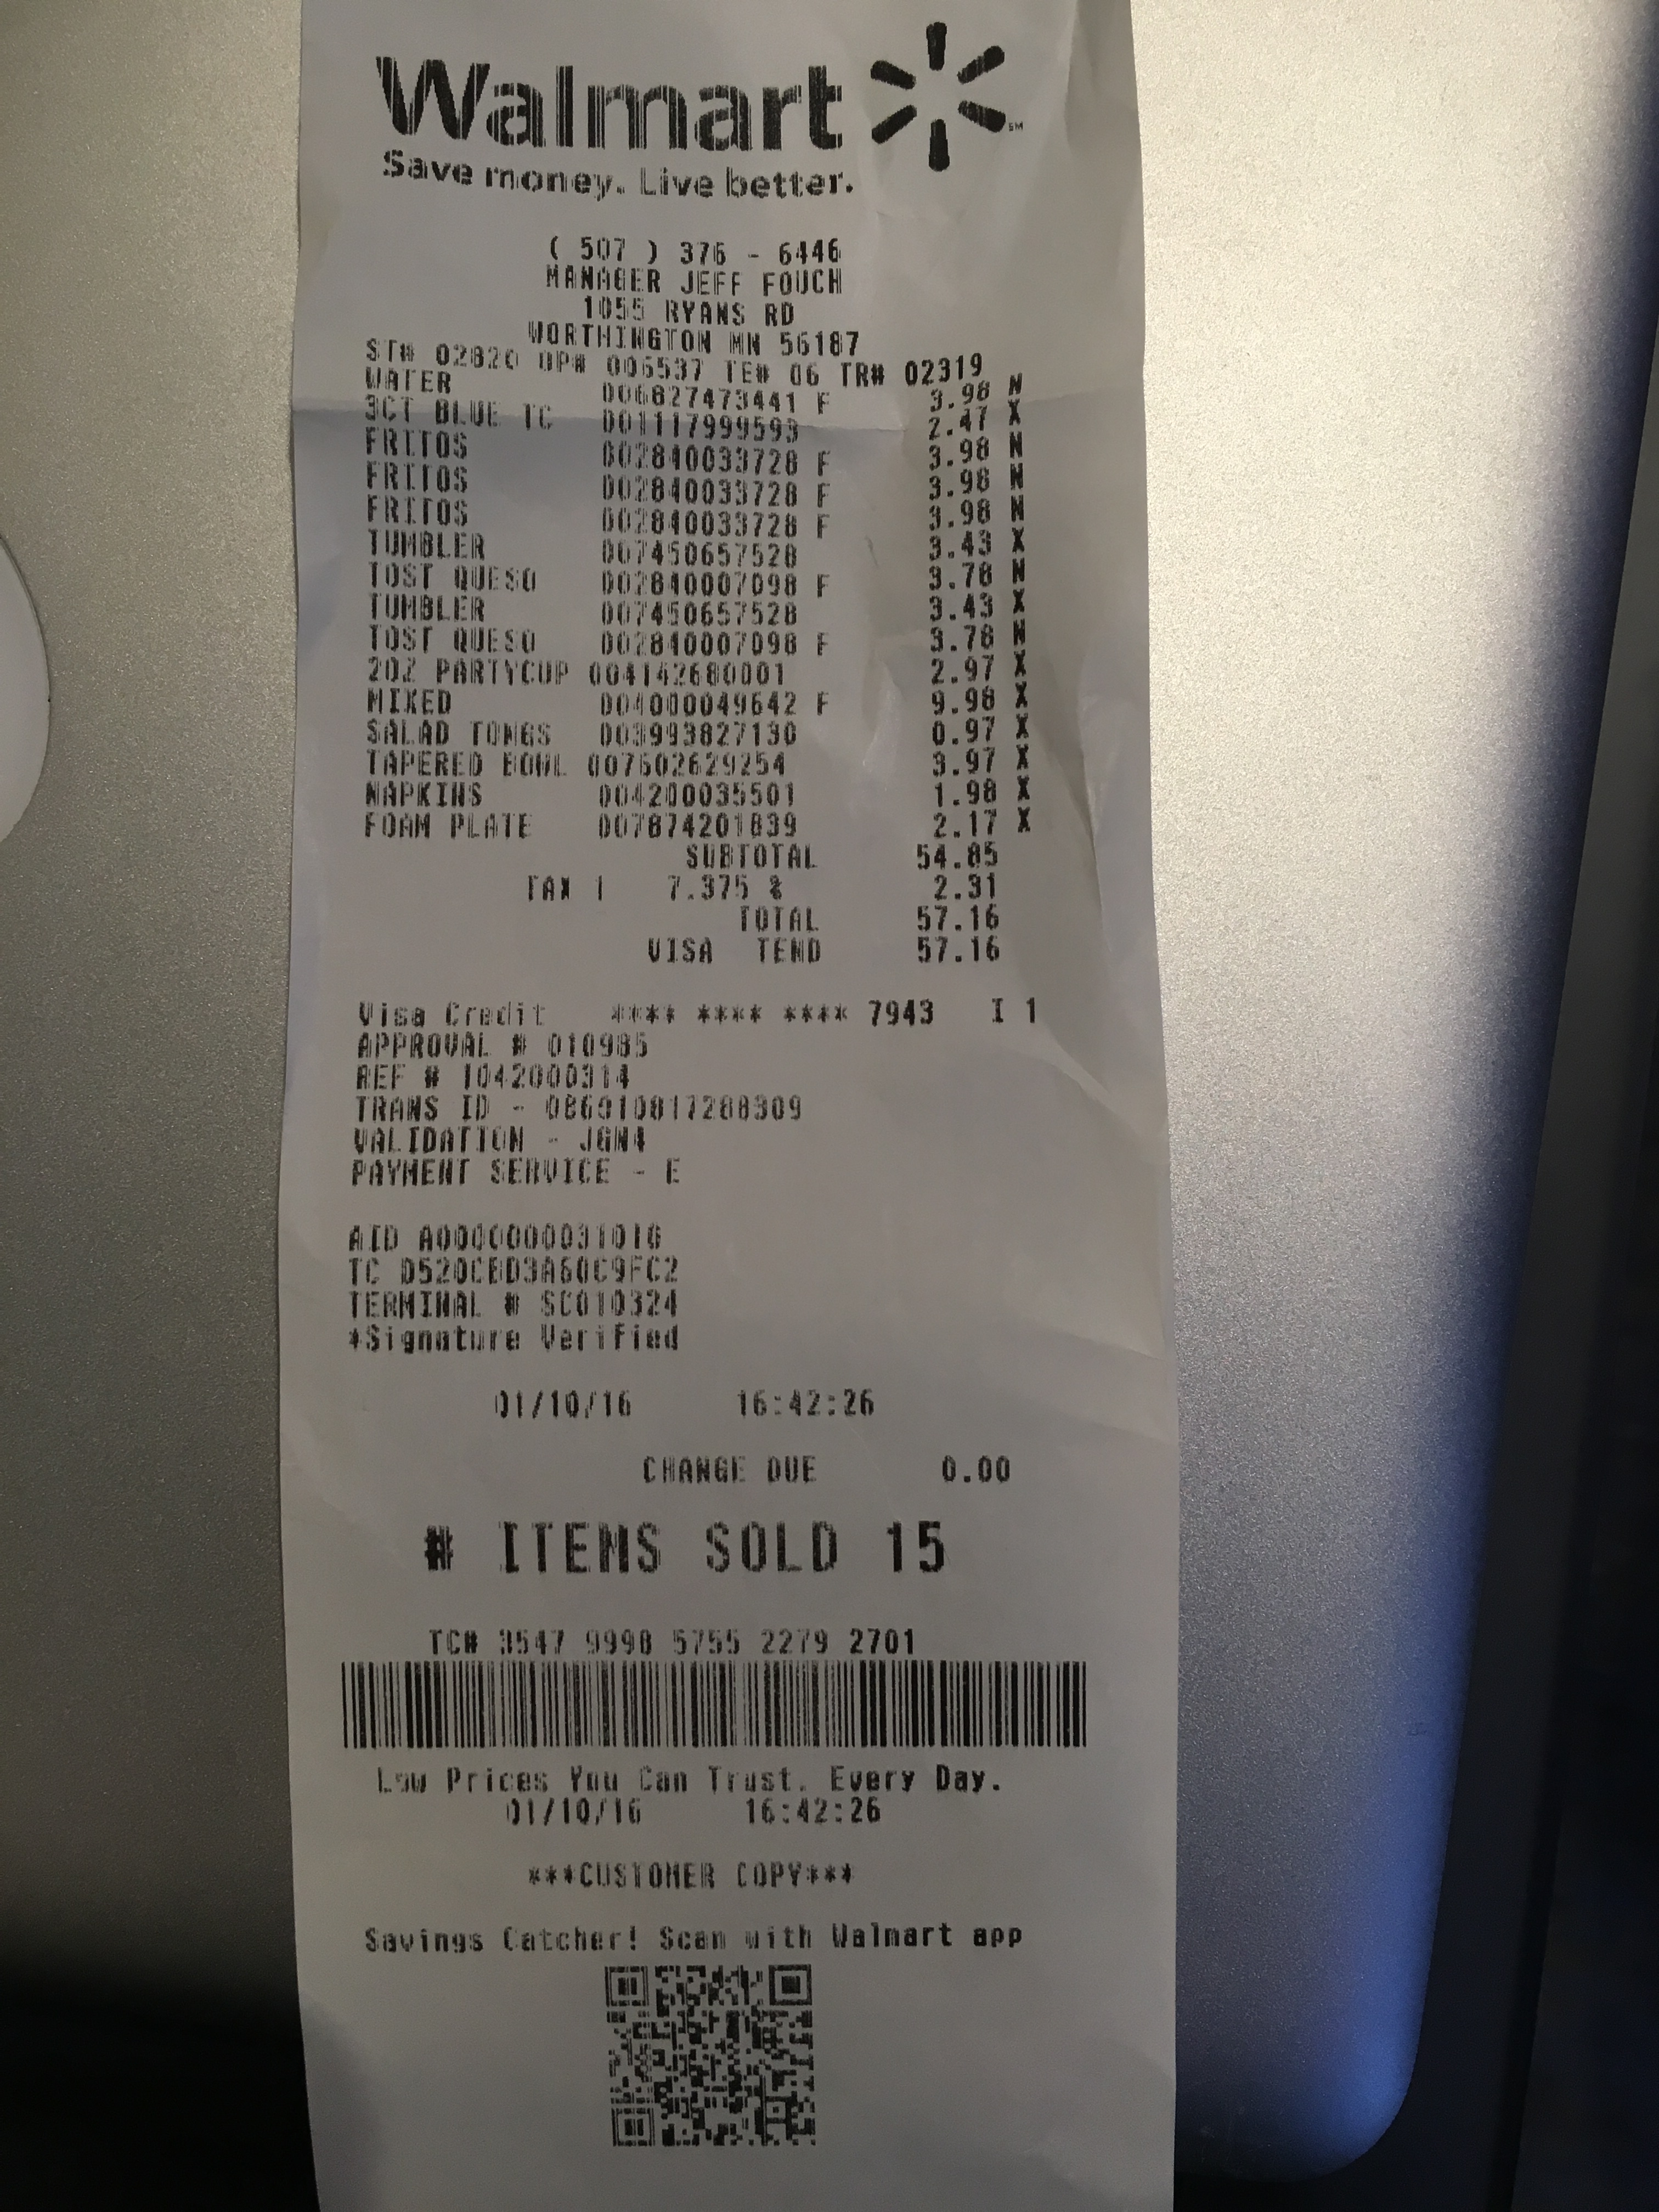 Walmart
Save money. Live better.
( 507 ) 376 - 6446
MANAGER JEFF FOUCH
1055 RYANS RD
WORTHINGTON MN 56187
ST# 02820 OP# 006537 TE# 06 TR# 02319
WATER 006827473441 F 3.98 N
3CT BLUE TC 001117999593 2.47 X
FRITOS 002840033728 F 3.98 N
FRITOS 002840033728 F 3.98 N
FRITOS 002840033728 F 3.98 N
TUMBLER 007450657528 3.43 X
TOST QUESO 002840007098 F 3.78 N
TUMBLER 007450657528 3.43 X
TOST QUESO 002840007098 F 3.78 N
2OZ PARTYCUP 004142680001 2.97 X
MIXED 004000049642 F 9.98 X
SALAD TONGS 003993827130 0.97 X
TAPERED BOWL 007602629254 3.97 X
NAPKINS 004200035501 1.98 X
FOAM PLATE 007874201839 2.17 X
SUBTOTAL 54.85
TAX 1 7.375 % 2.31
TOTAL 57.16
VISA TEND 57.16
Visa Credit **** **** **** 7943 I 1
APPROVAL # 010985
REF # 1042000314
TRANS ID -
VALIDATION - JGN4
PAYMENT SERVICE - E
AID A0000000031010
TC D520CBD3A60C9FC2
TERMINAL # SC010324
*Signature Verified
01/10/16 16:42:26
CHANGE DUE 0.00
# ITEMS SOLD 15
TC# 3547 9998 5755 2279 2701
Low Prices You Can Trust. Every Day.
01/10/16 16:42:26
***CUSTOMER COPY***
Savings Catcher! Scan with Walmart app